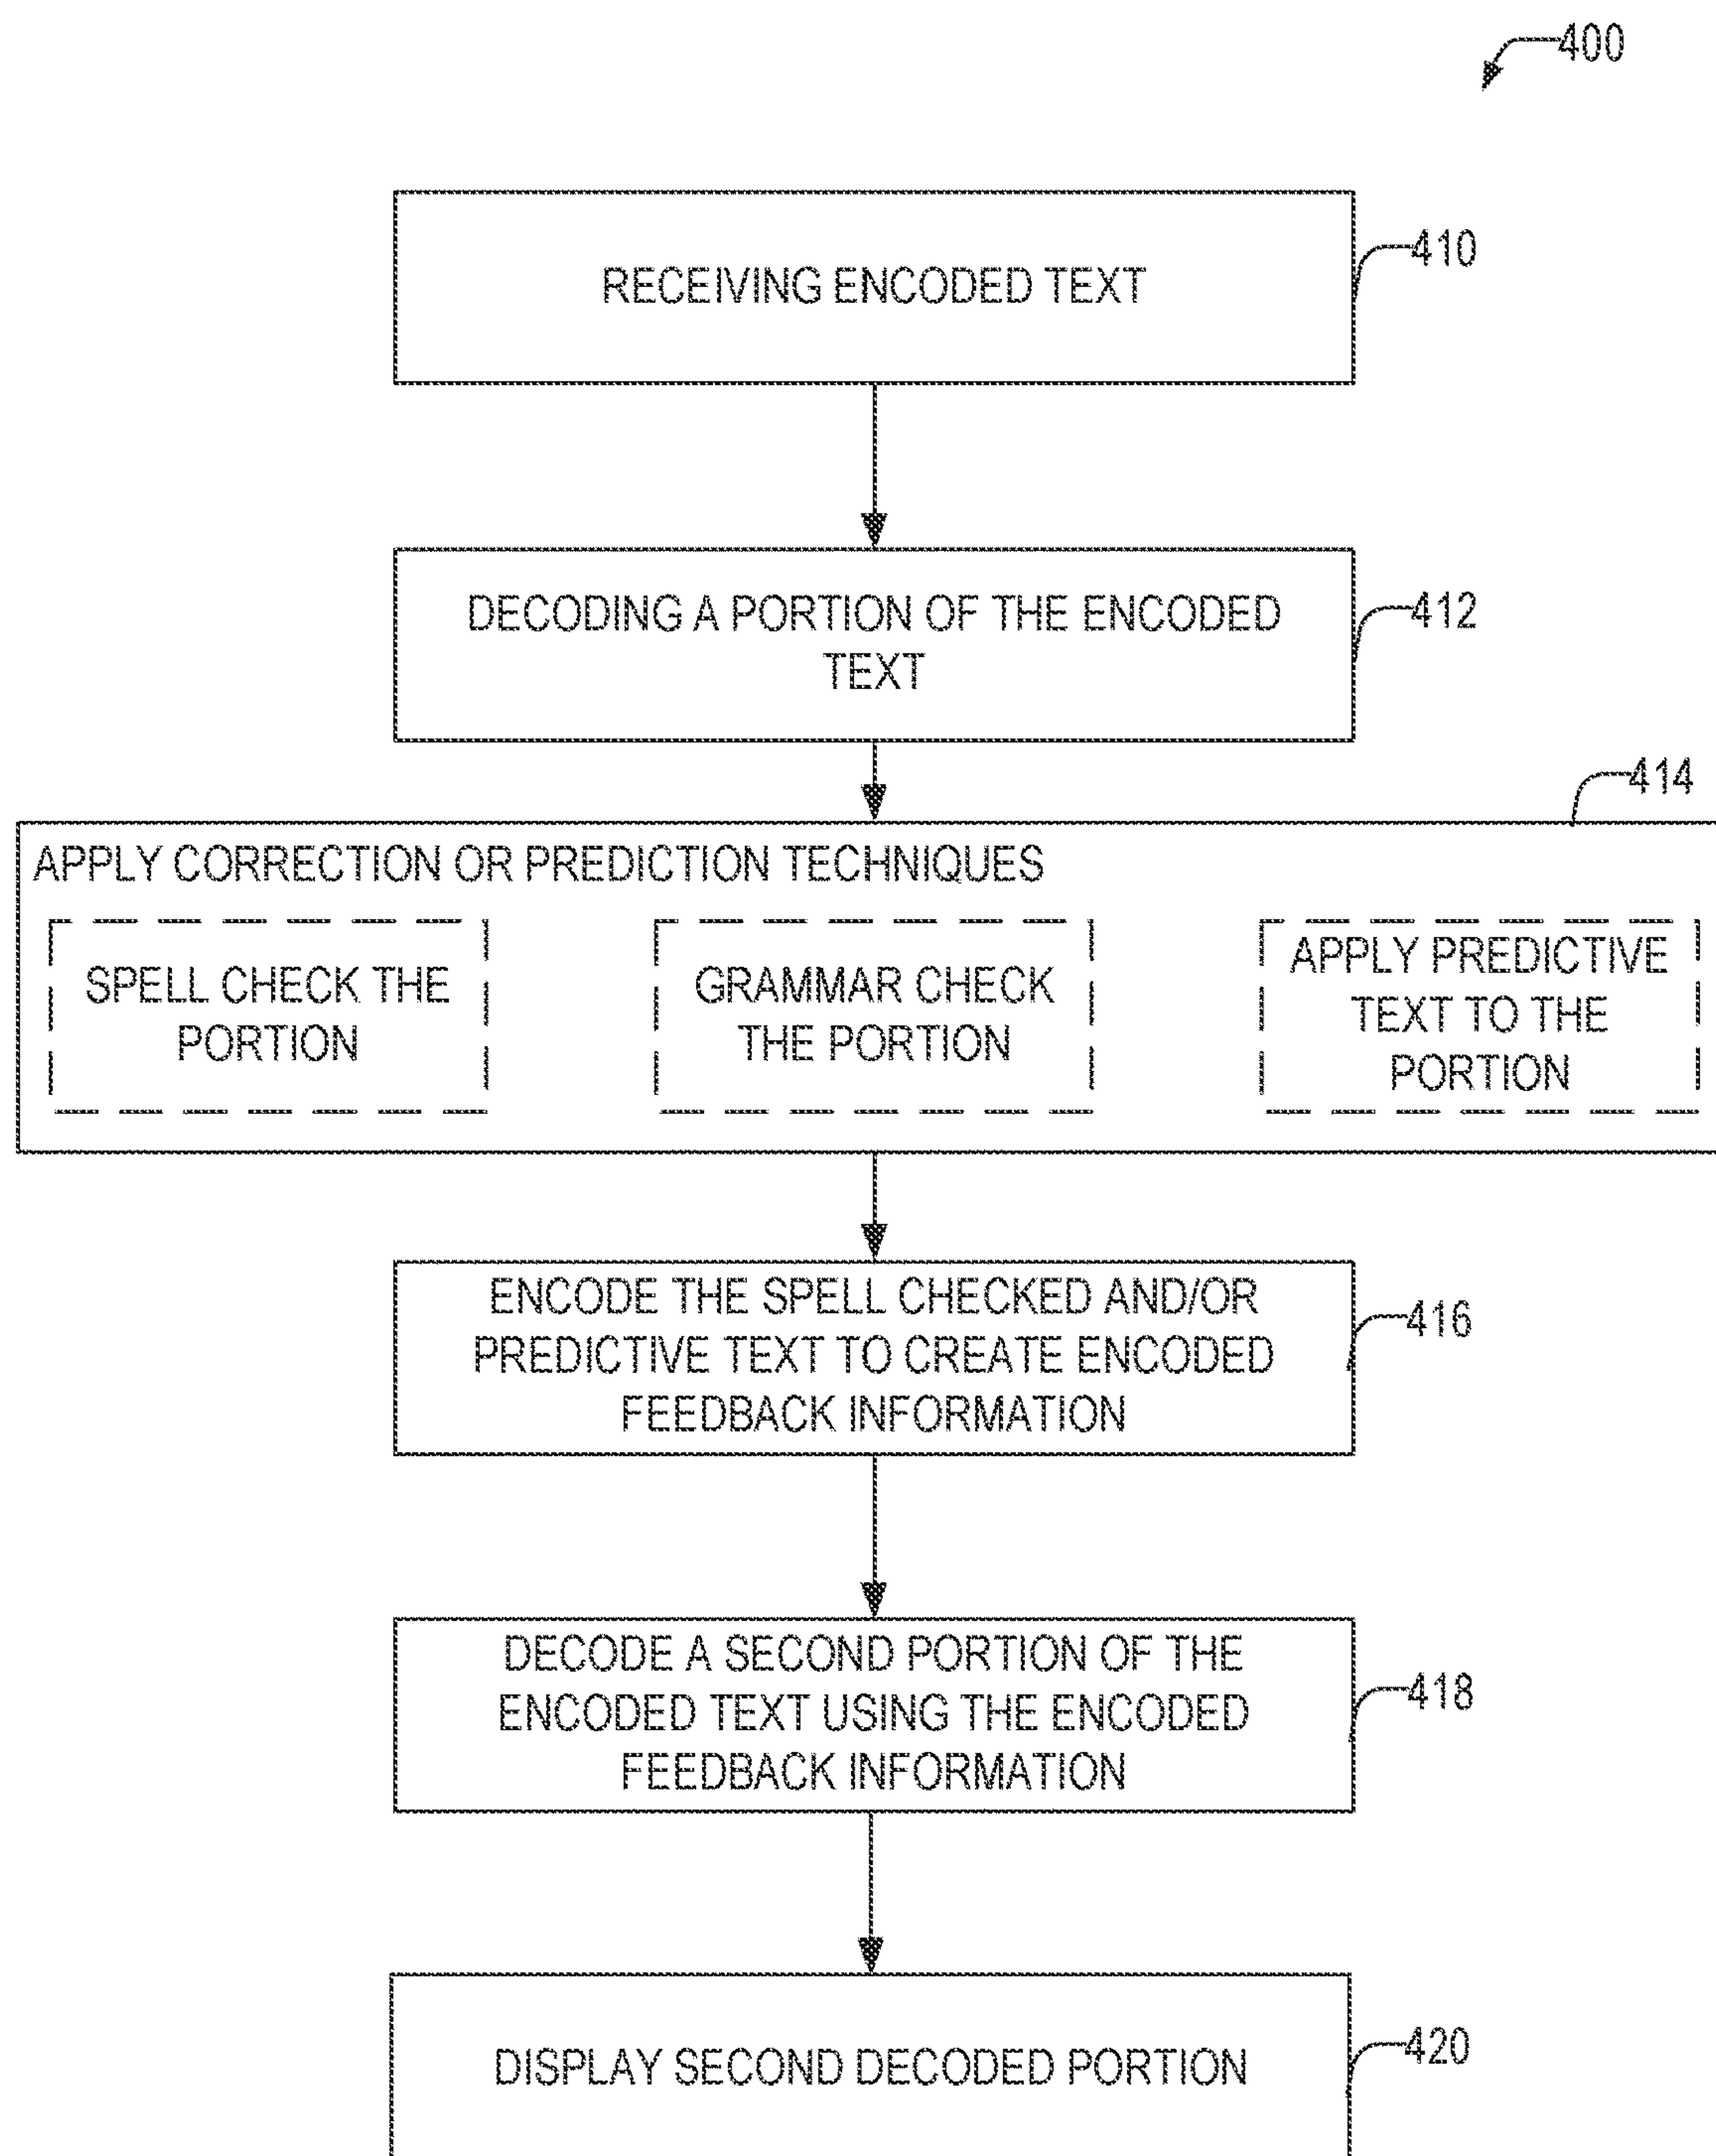 400
RECEIVING ENCODED TEXT
410
DECODING A PORTION OF THE ENCODED
TEXT
412
414
APPLY CORRECTION OR PREDICTION TECHNIQUES
SPELL CHECK THE
PORTION
GRAMMAR CHECK
THE PORTION
APPLY PREDICTIVE
TEXT TO THE
PORTION
ENCODE THE SPELL CHECKED AND/OR
PREDICTIVE TEXT TO CREATE ENCODED
FEEDBACK INFORMATION
416
DECODE A SECOND PORTION OF THE
ENCODED TEXT USING THE ENCODED
FEEDBACK INFORMATION
418
DISPLAY SECOND DECODED PORTION
420